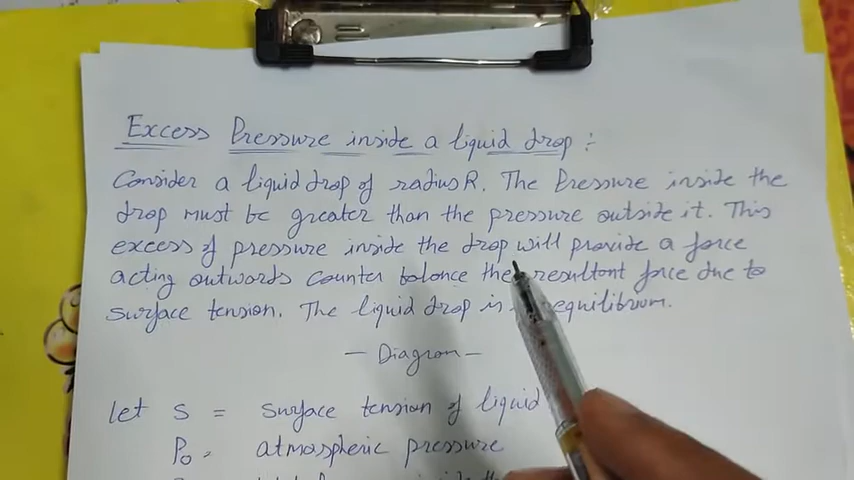 Excess Pressure inside a liquid drop :-
Consider a liquid drop of radius R. The Pressure inside the
drop must be greater than the pressure outside it. This
excess of pressure inside the drop will provide a force
acting outwards counter balance the resultant force due to
surface tension. The liquid drop is equilibrium.
— Diagram —
let S = surface tension of liquid
P₀ = atmospheric pressure